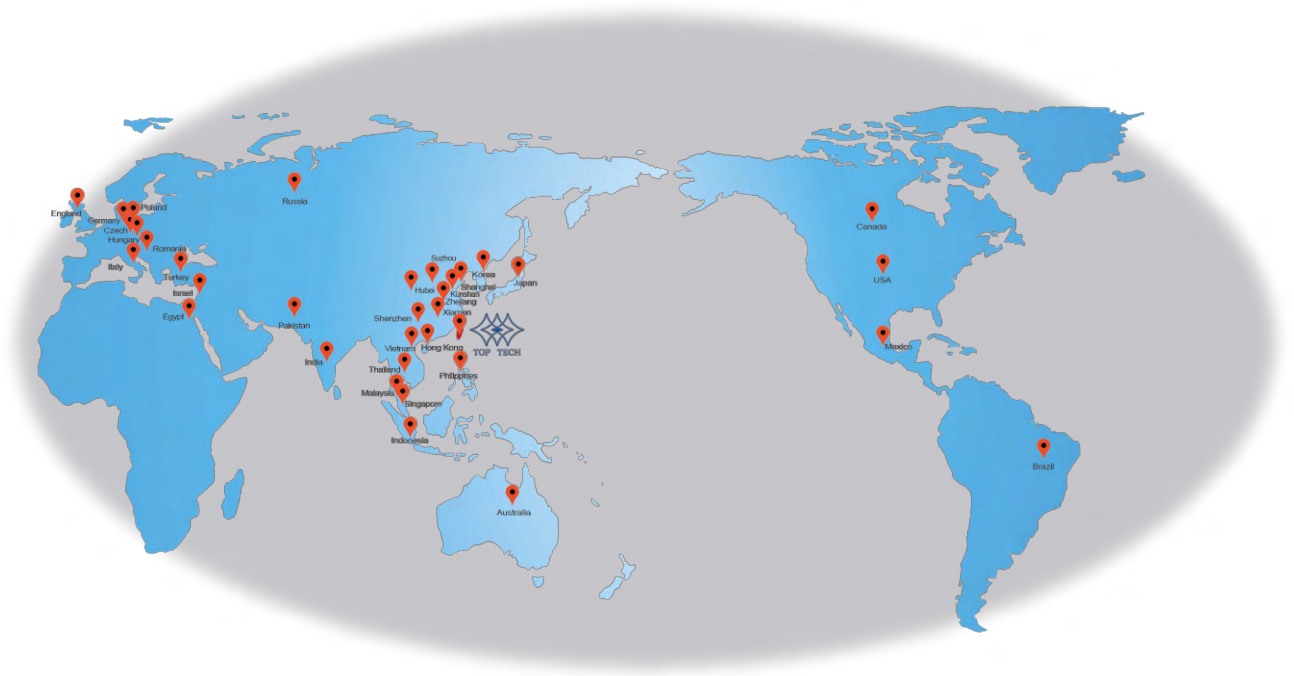 Russia
England
Poland
Germany
Czech
Hungary
Romania
Italy
Turkey
Israel
Egypt
Pakistan
India
Suzhou
Korea
Japan
Hubei
Shanghai
Kunshan
Zhejiang
Xiamen
Shenzhen
Vietnam
Hong Kong
TOP TECH
Thailand
Philippines
Malaysia
Singapore
Indonesia
Australia
Canada
USA
Mexico
Brazil